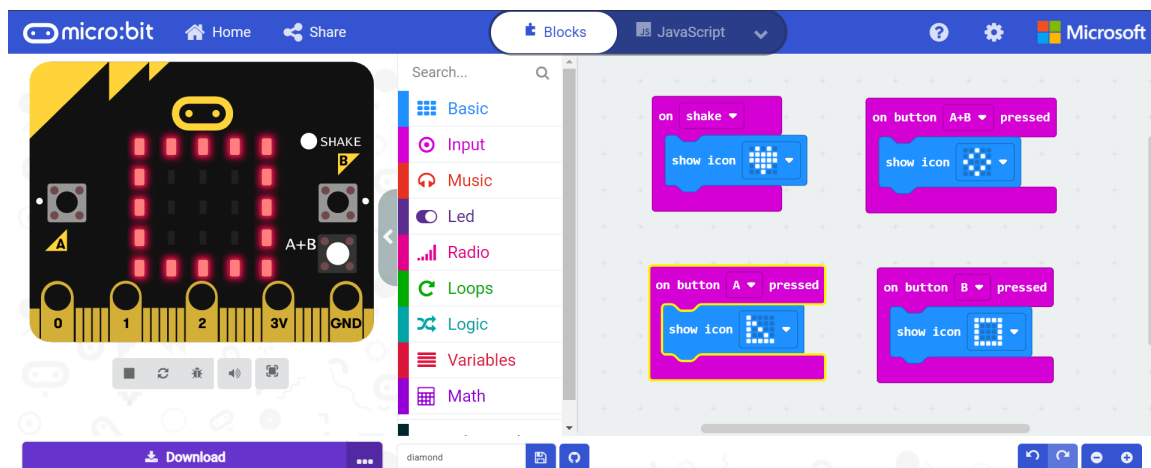 micro:bit Home Share Blocks JS JavaScript ? Microsoft
Search...
Basic
Input
Music
Led
Radio
Loops
Logic
Variables
Math
SHAKE
B
A
A+B
0 1 2 3V GND
on shake
show icon
on button A+B pressed
show icon
on button A pressed
show icon
on button B pressed
show icon
Download ...
diamond